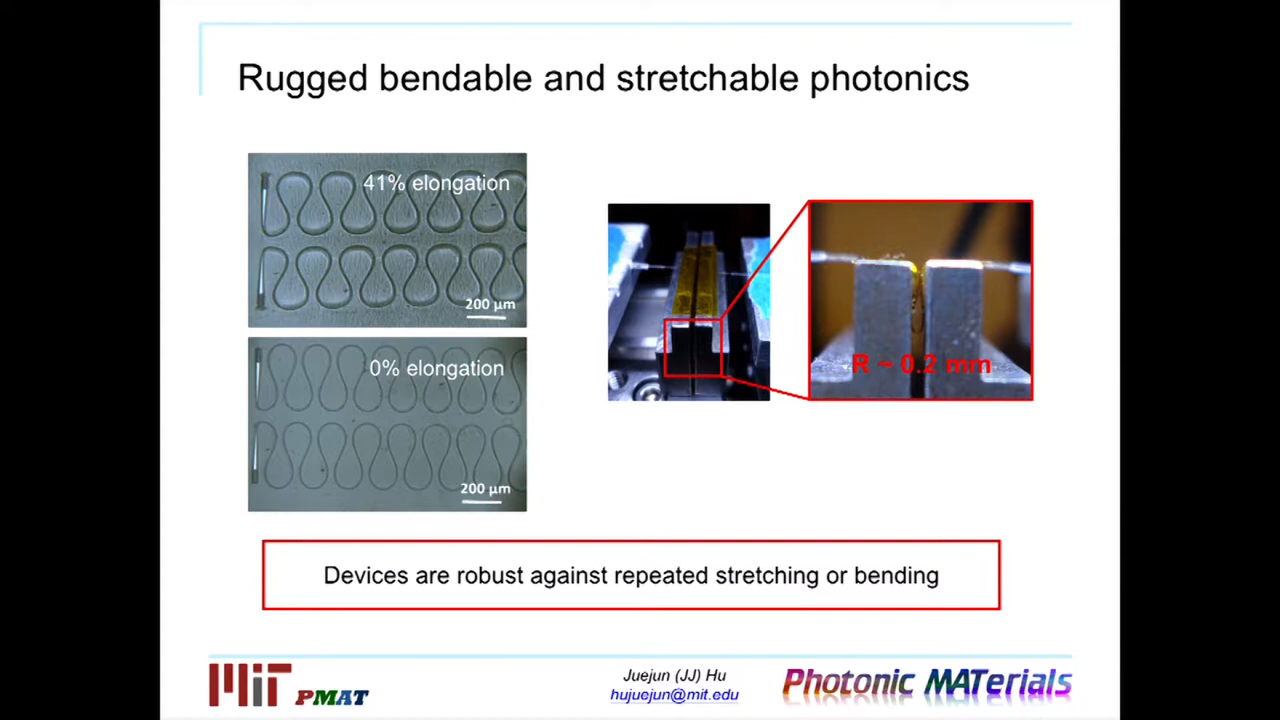 Rugged bendable and stretchable photonics
41% elongation
200 µm
0% elongation
200 µm
R ~ 0.2 mm
Devices are robust against repeated stretching or bending
MIT PMAT
Juejun (JJ) Hu
hujuejun@mit.edu
Photonic MATerials